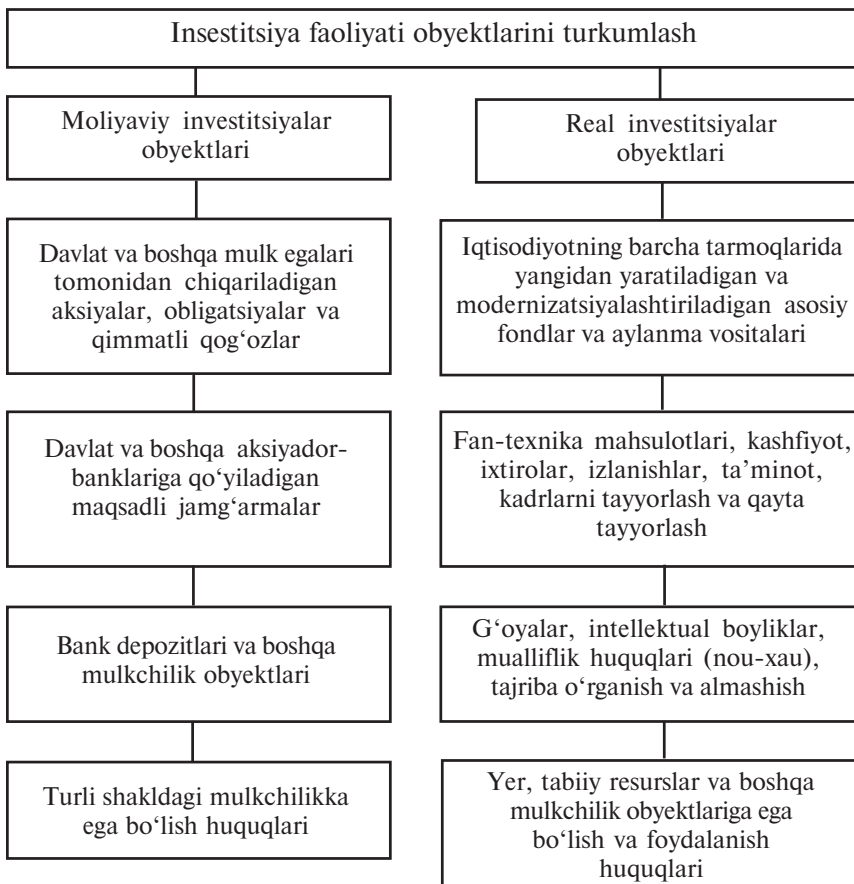 Insestitsiya faoliyati obyektlarini turkumlash
Moliyaviy investitsiyalar
obyektlari
Davlat va boshqa mulk egalari
tomonidan chiqariladigan
aksiyalar, obligatsiyalar va
qimmatli qog‘ozlar
Davlat va boshqa aksiyador-
banklariga qo‘yiladigan
maqsadli jamg‘armalar
Bank depozitlari va boshqa
mulkchilik obyektlari
Turli shakldagi mulkchilikka
ega bo‘lish huquqlari
Real investitsiyalar
obyektlari
Iqtisodiyotning barcha tarmoqlarida
yangidan yaratiladigan va
modernizatsiyalashtiriladigan asosiy
fondlar va aylanma vositalari
Fan-texnika mahsulotlari, kashfiyot,
ixtirolar, izlanishlar, ta’minot,
kadrlarni tayyorlash va qayta
tayyorlash
G‘oyalar, intellektual boyliklar,
mualliflik huquqlari (nou-xau),
tajriba o‘rganish va almashish
Yer, tabiiy resurslar va boshqa
mulkchilik obyektlariga ega
bo‘lish va foydalanish
huquqlari